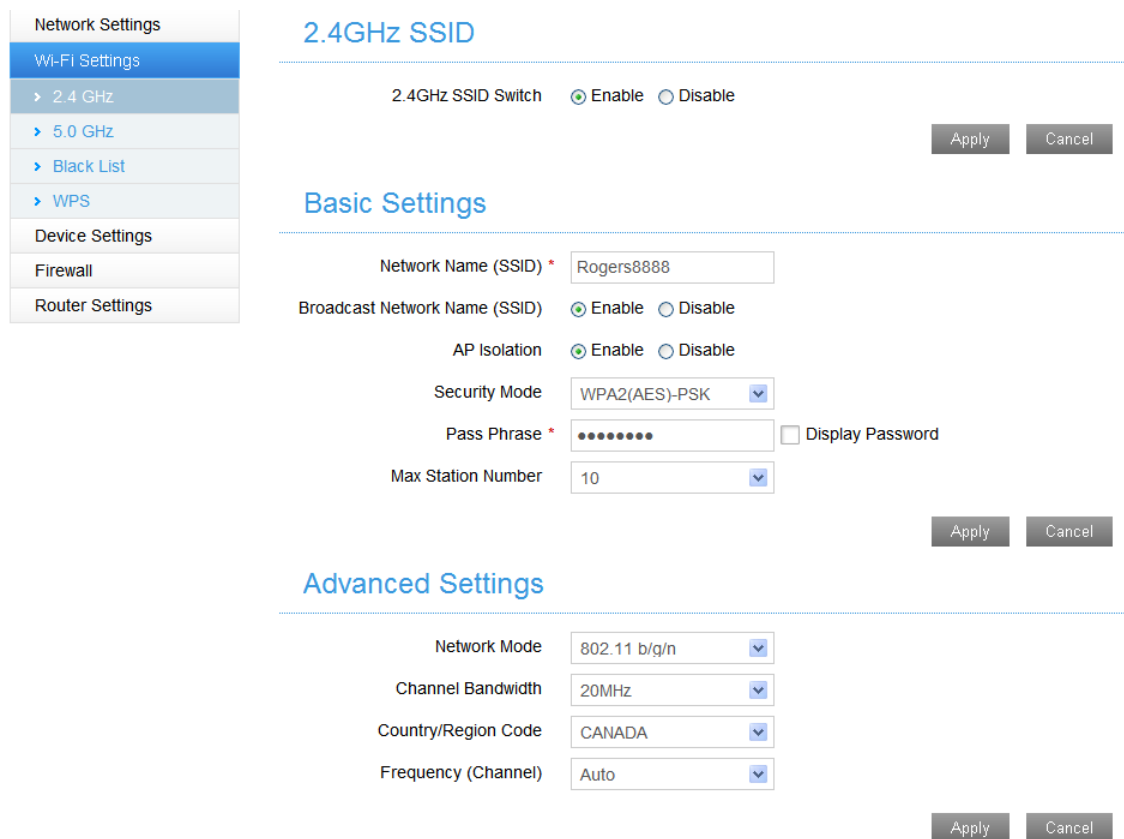 Network Settings
Wi-Fi Settings
2.4 GHz
5.0 GHz
Black List
WPS
Device Settings
Firewall
Router Settings
2.4GHz SSID
2.4GHz SSID Switch Enable Disable
Apply Cancel
Basic Settings
Network Name (SSID) * Rogers8888
Broadcast Network Name (SSID) Enable Disable
AP Isolation Enable Disable
Security Mode WPA2(AES)-PSK
Pass Phrase * •••••••• Display Password
Max Station Number 10
Apply Cancel
Advanced Settings
Network Mode 802.11 b/g/n
Channel Bandwidth 20MHz
Country/Region Code CANADA
Frequency (Channel) Auto
Apply Cancel